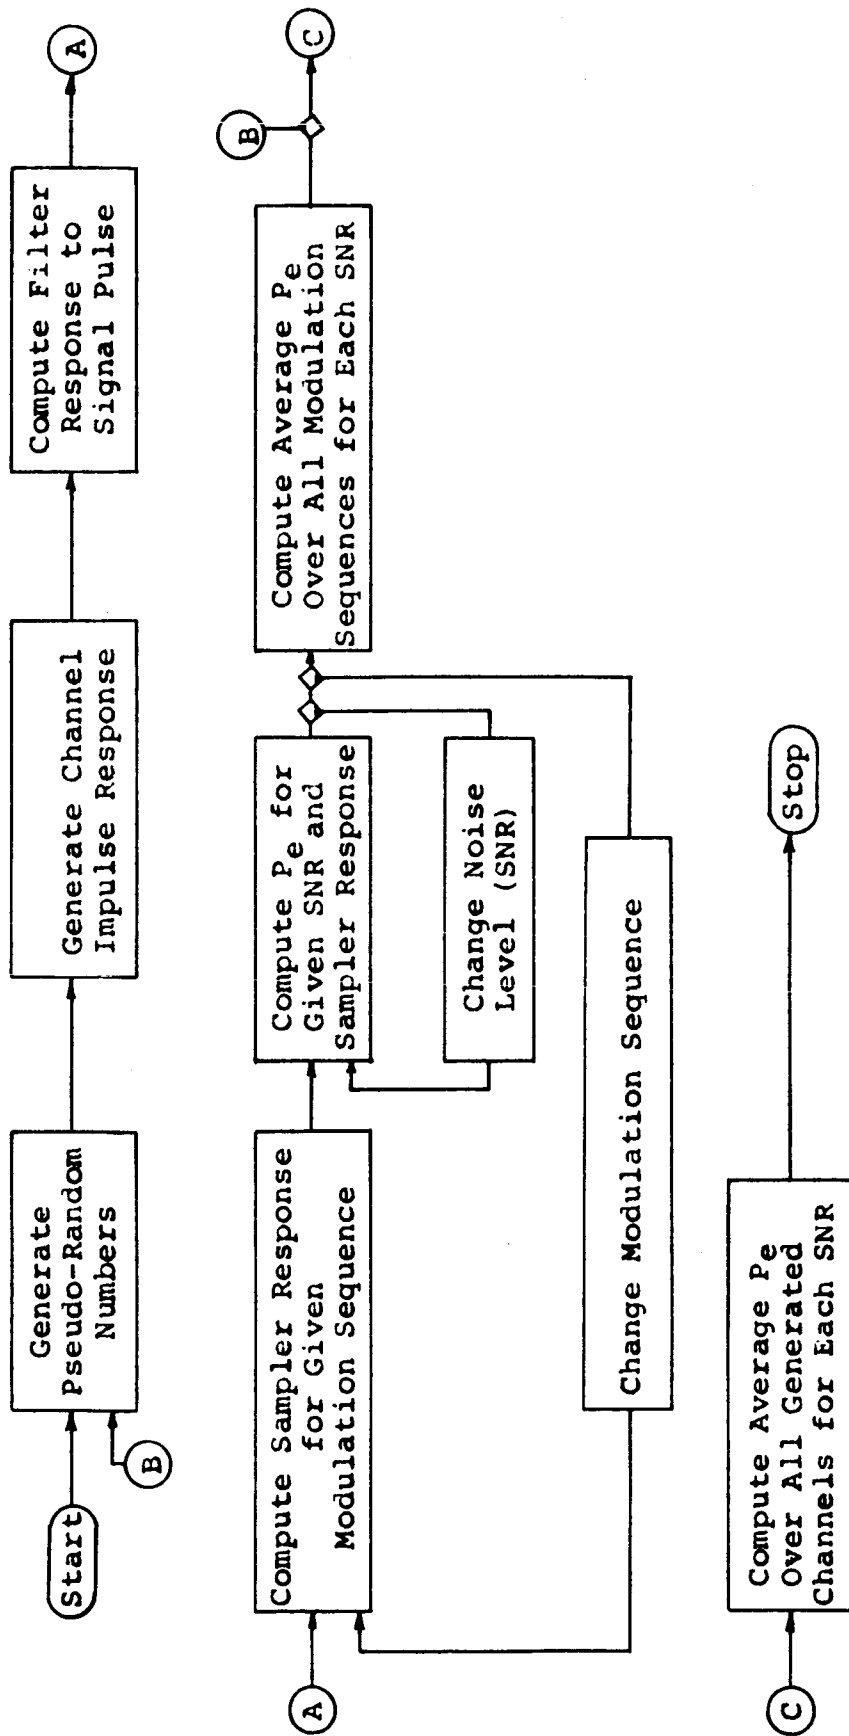 Start
B
Generate
Pseudo-Random
Numbers
Generate Channel
Impulse Response
Compute Filter
Response to
Signal Pulse
A
A
Compute Sampler Response
for Given
Modulation Sequence
Compute Pe for
Given SNR and
Sampler Response
Change Noise
Level (SNR)
Change Modulation Sequence
Compute Average Pe
Over All Modulation
Sequences for Each SNR
B
C
C
Compute Average Pe
Over All Generated
Channels for Each SNR
Stop